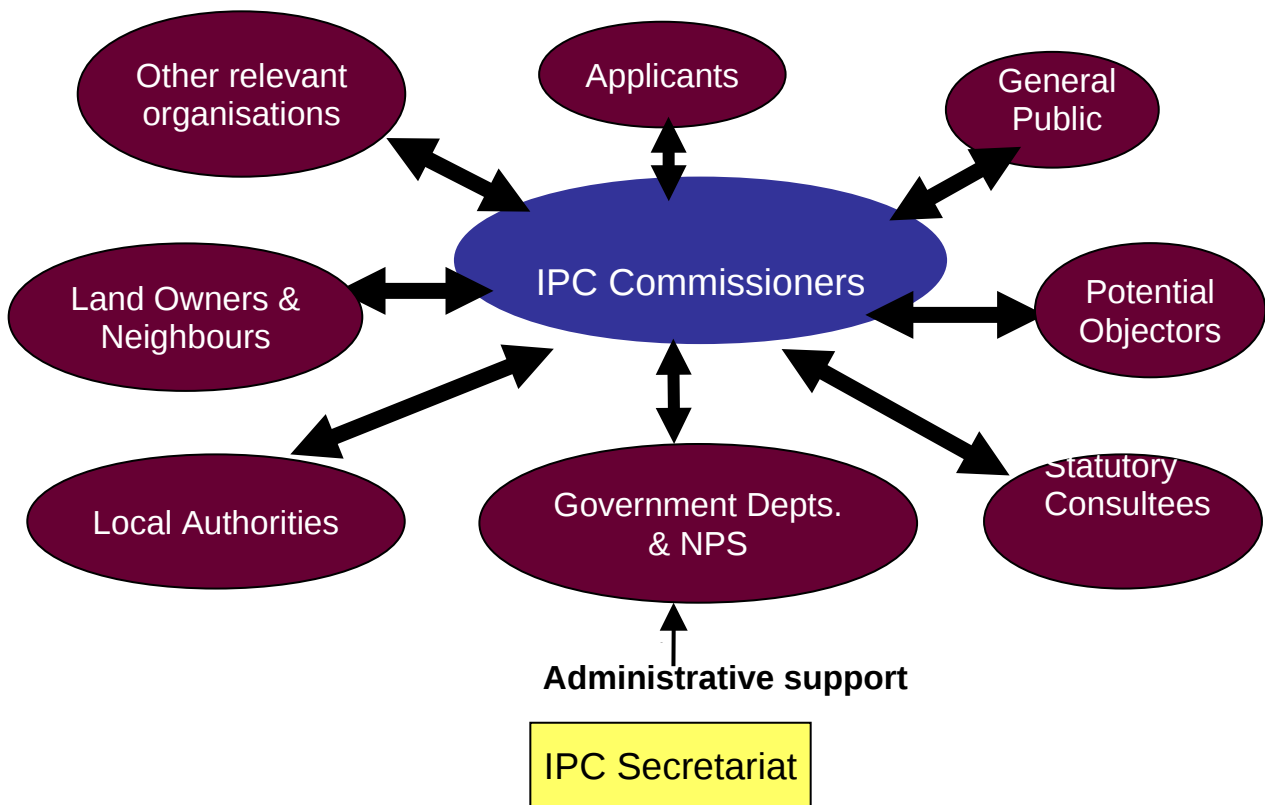 Other relevant
organisations
Applicants
General
Public
IPC Commissioners
Land Owners &
Neighbours
Potential
Objectors
Local Authorities
Government Depts.
& NPS
Statutory
Consultees
Administrative support
IPC Secretariat